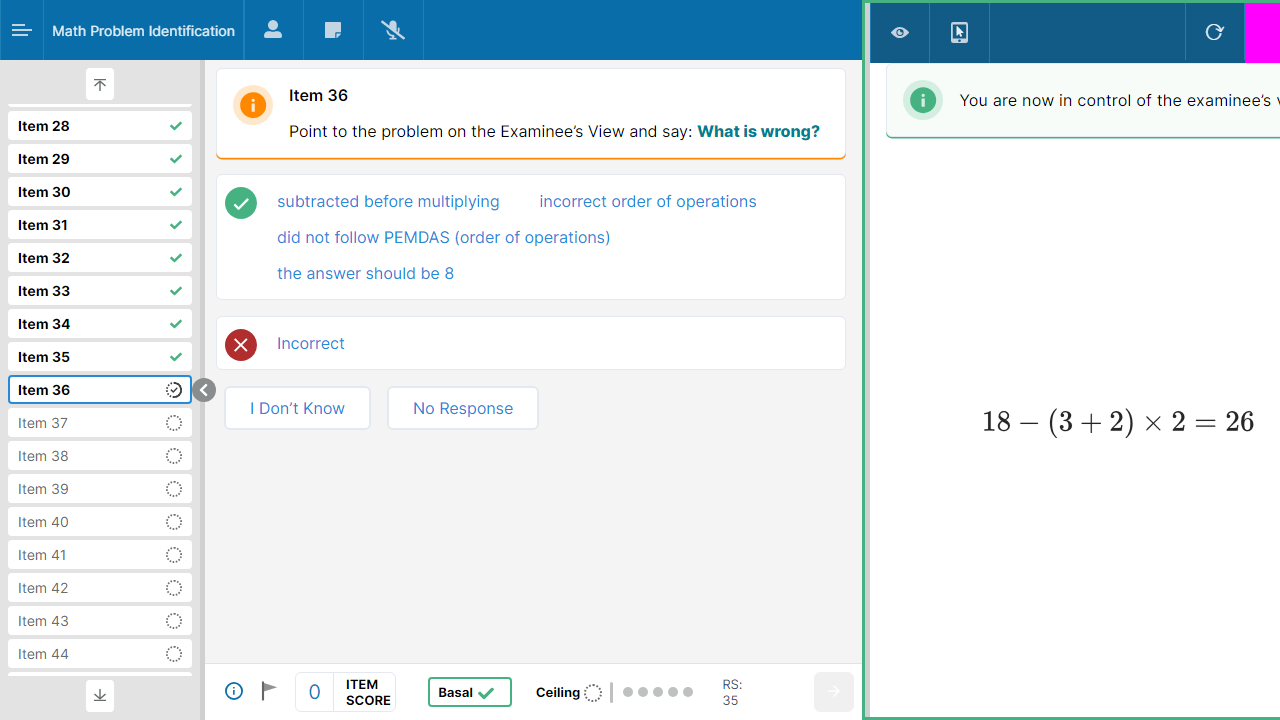 Math Problem Identification
Item 28
Item 29
Item 30
Item 31
Item 32
Item 33
Item 34
Item 35
Item 36
Item 37
Item 38
Item 39
Item 40
Item 41
Item 42
Item 43
Item 44
Item 36
Point to the problem on the Examinee’s View and say: What is wrong?
subtracted before multiplying incorrect order of operations
did not follow PEMDAS (order of operations)
the answer should be 8
Incorrect
I Don’t Know No Response
0 ITEM SCORE
Basal
Ceiling
RS: 35
You are now in control of the examinee’s
18 − (3 + 2) × 2 = 26